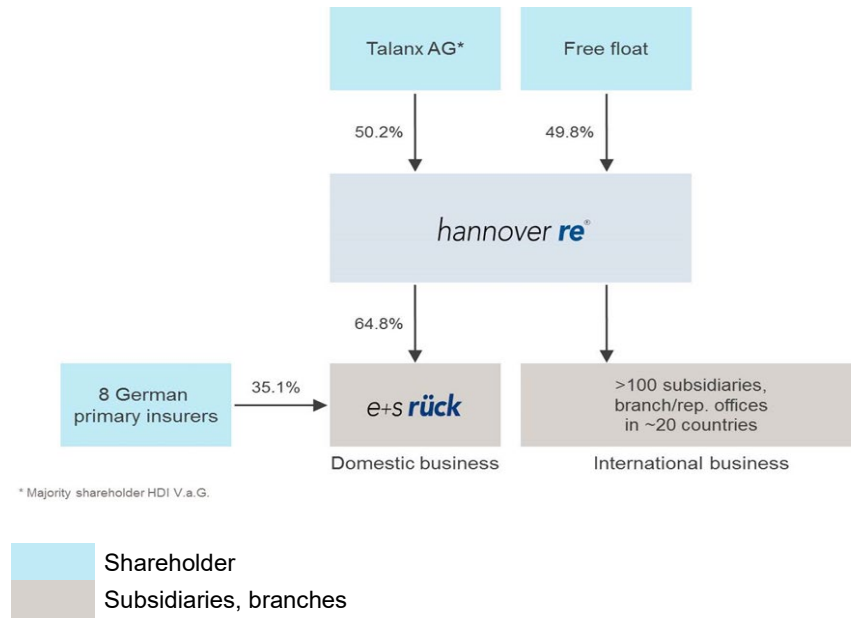 Talanx AG*
Free float
50.2%
49.8%
hannover re®
64.8%
8 German
primary insurers
35.1%
e+s rück
>100 subsidiaries,
branch/rep. offices
in ~20 countries
Domestic business
International business
* Majority shareholder HDI V.a.G.
Shareholder
Subsidiaries, branches